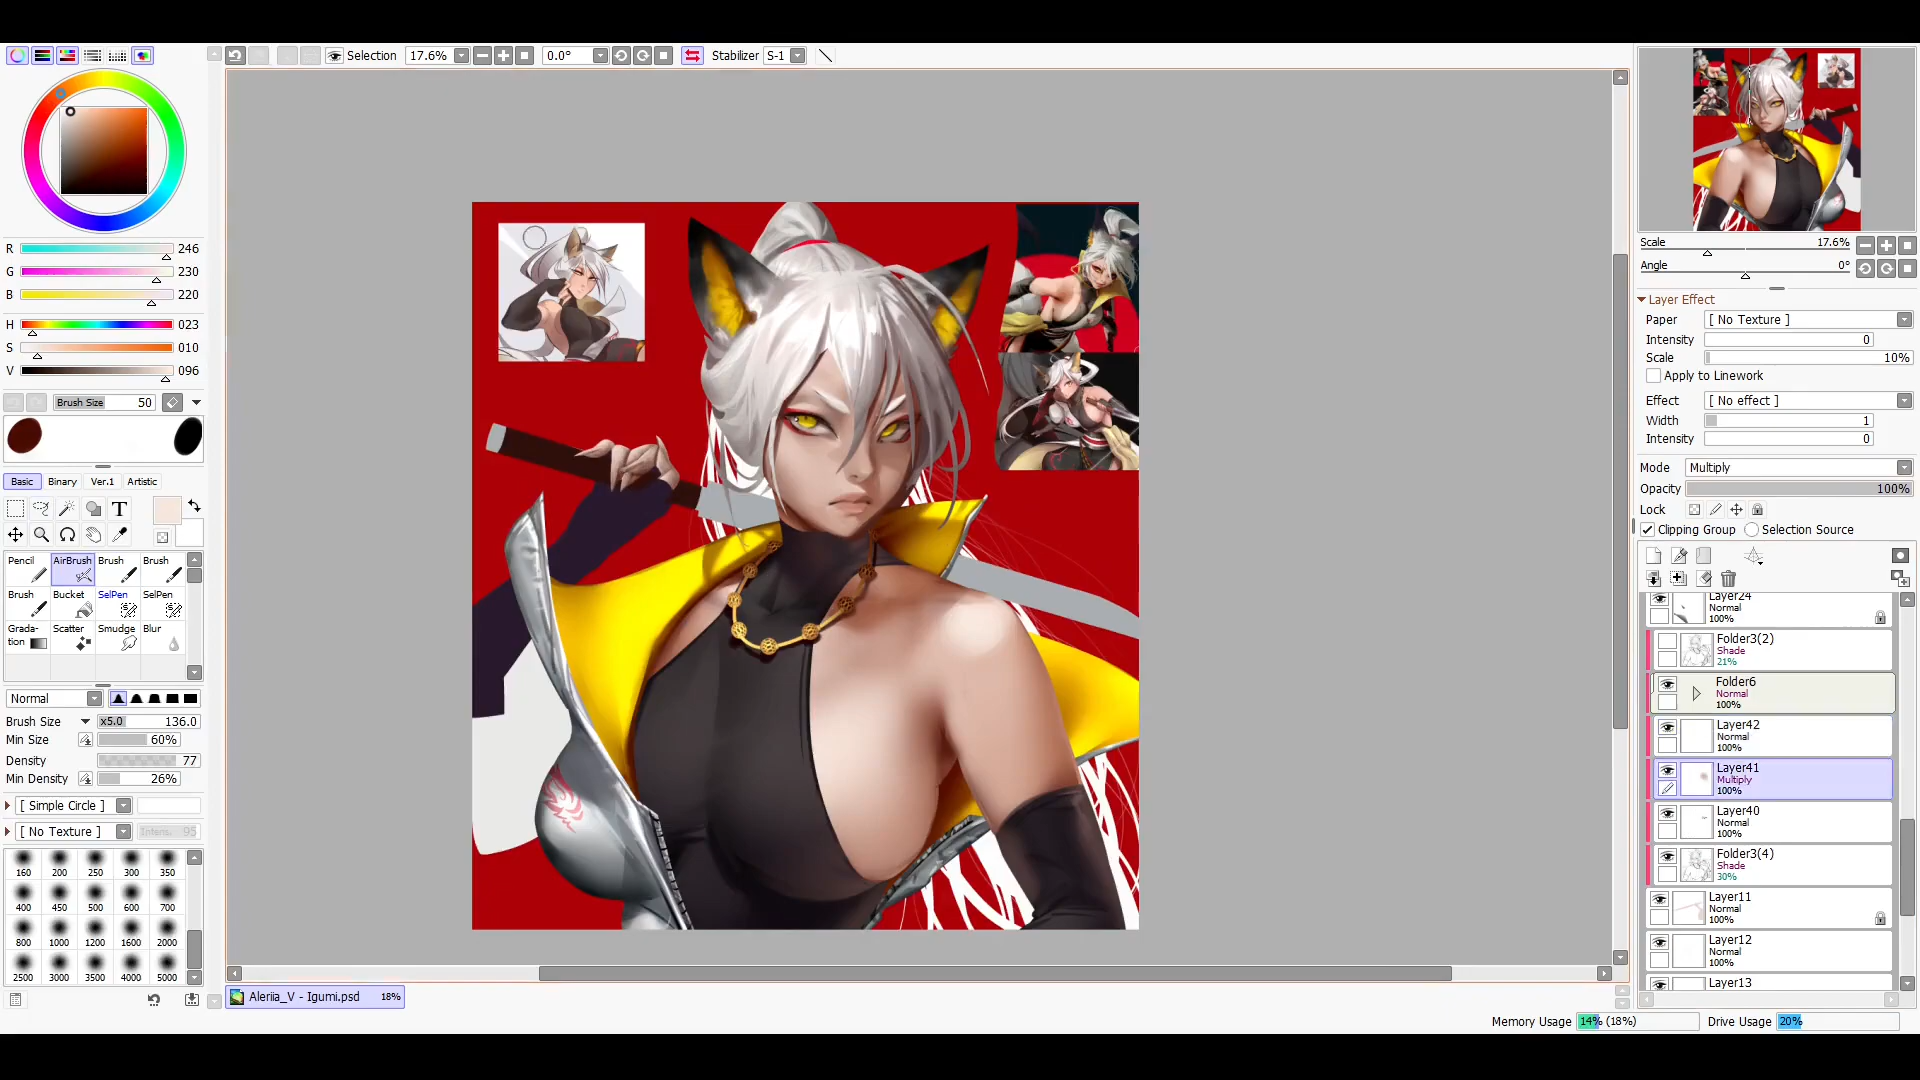 Selection 17.6% 0.0° Stabilizer S-1
R 246
G 230
B 220
H 023
S 010
V 096
Brush Size 50
Basic Binary Ver.1 Artistic
T
Pencil AirBrush Brush Brush
Brush Bucket SelPen SelPen
Grada- Scatter Smudge Blur
tion
Normal
Brush Size x5.0 136.0
Min Size 60%
Density 77
Min Density 26%
[ Simple Circle ]
[ No Texture ] Intens. 95
160 200 250 300 350
400 450 500 600 700
800 1000 1200 1600 2000
2500 3000 3500 4000 5000
Aleriia_V - Igumi.psd 18%
Scale 17.6%
Angle 0°
Layer Effect
Paper [ No Texture ]
Intensity 0
Scale 10%
Apply to Linework
Effect [ No effect ]
Width 1
Intensity 0
Mode Multiply
Opacity 100%
Lock
Clipping Group Selection Source
Layer24
Normal
100%
Folder3(2)
Shade
21%
Folder6
Normal
100%
Layer42
Normal
100%
Layer41
Multiply
100%
Layer40
Normal
100%
Folder3(4)
Shade
30%
Layer11
Normal
100%
Layer12
Normal
100%
Layer13
Memory Usage 14% (18%) Drive Usage 20%